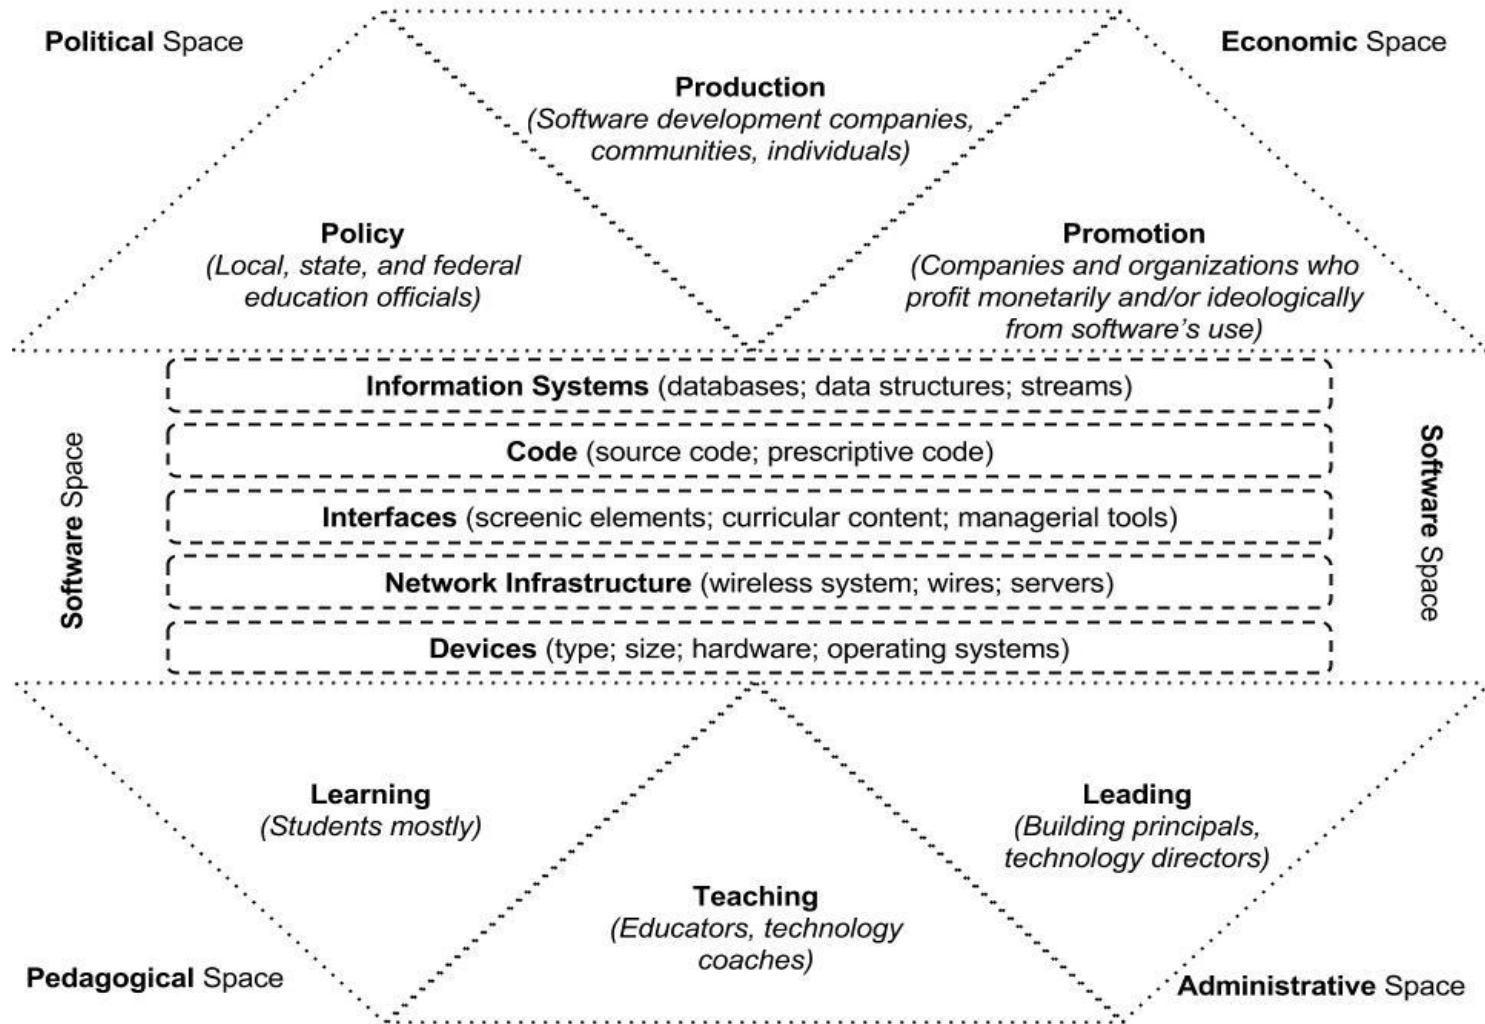 Political Space
Economic Space
Production
(Software development companies,
communities, individuals)
Policy
(Local, state, and federal
education officials)
Promotion
(Companies and organizations who
profit monetarily and/or ideologically
from software's use)
Software Space
Information Systems (databases; data structures; streams)
Code (source code; prescriptive code)
Interfaces (screenic elements; curricular content; managerial tools)
Network Infrastructure (wireless system; wires; servers)
Devices (type; size; hardware; operating systems)
Software Space
Learning
(Students mostly)
Leading
(Building principals,
technology directors)
Teaching
(Educators, technology
coaches)
Pedagogical Space
Administrative Space